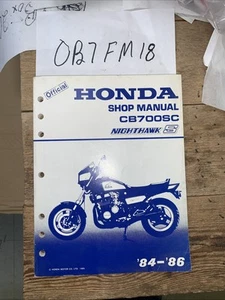 OB7FM18
Official
HONDA
SHOP MANUAL
CB700SC
NIGHTHAWK S
'84–'86